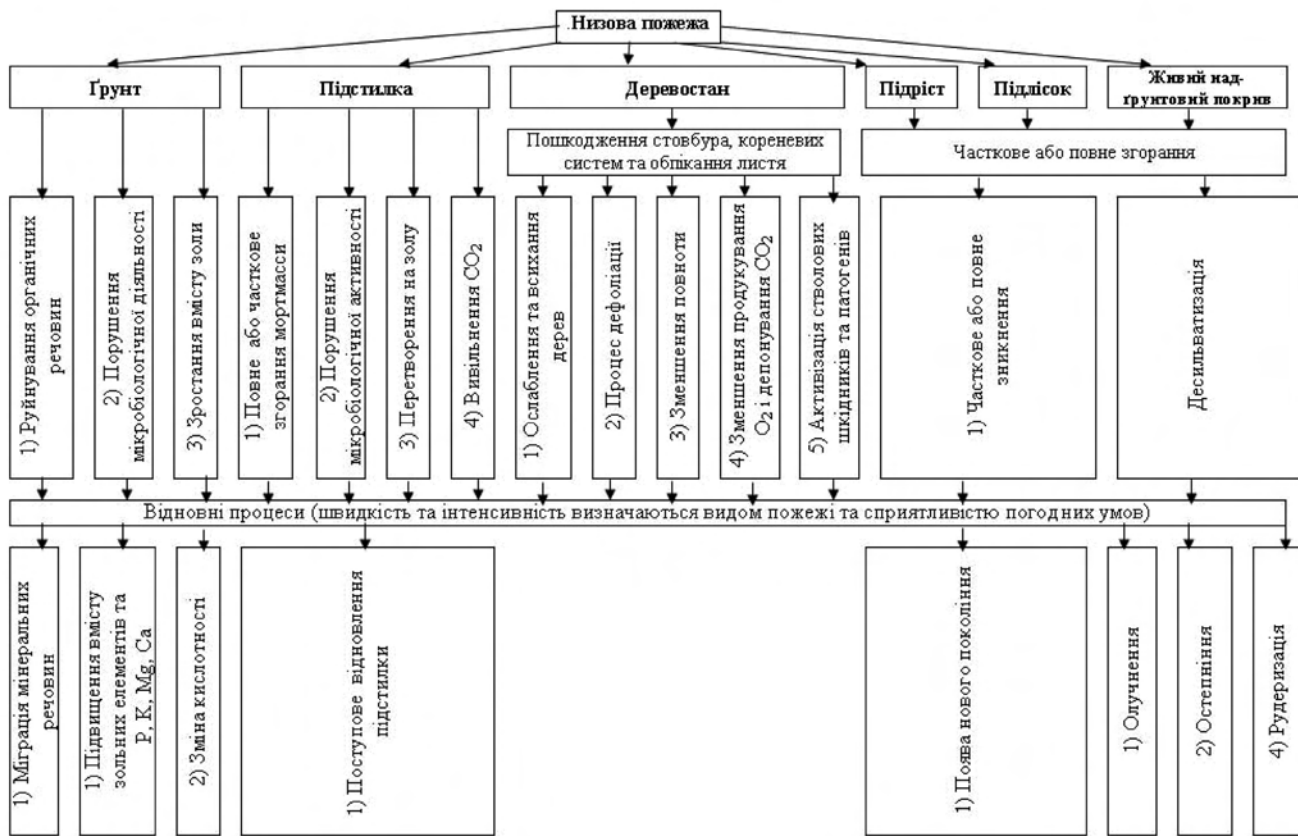 .Низова пожежа
Ґрунт
Підстилка
Деревостан
Підріст
Підлісок
Живий над-
ґрунтовий покрив
Пошкодження стовбура, кореневих
систем та обпікання листя
Часткове або повне згорання
1) Руйнування органічних
речовин
2) Порушення
мікробіологічної діяльності
3) Зростання вмісту золи
1) Повне або часткове
згорання мортмасси
2) Порушення
мікробіологічної активності
3) Перетворення на золу
4) Вивільнення CO₂
1) Ослаблення та всихання
дерев
2) Процес дефоліації
3) Зменшення повноти
4) Зменшення продукування
O₂ і депонування CO₂
5) Активізація стволових
шкідників та патогенів
1) Часткове або повне
зникнення
Десильватизація
Відновні процеси (швидкість та інтенсивність визначаються видом пожежі та сприятливістю погодних умов)
1) Міграція мінеральних
речовин
1) Підвищення вмісту
зольних елементів та
P, K, Mg, Ca
2) Зміна кислотності
1) Поступове відновлення
підстилки
1) Поява нового покоління
1) Олучнення
2) Остепніння
4) Рудеризація